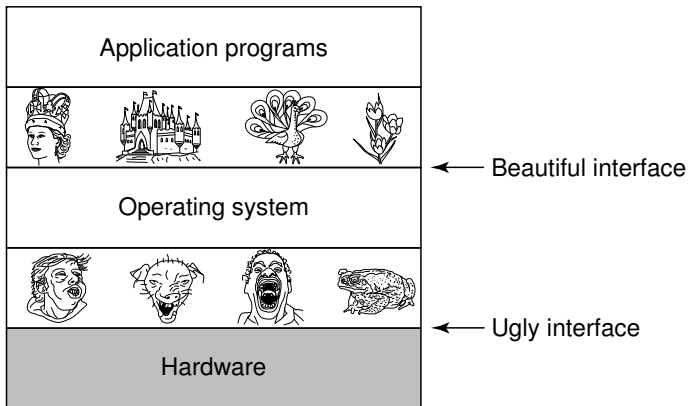 Application programs
Beautiful interface
Operating system
Ugly interface
Hardware